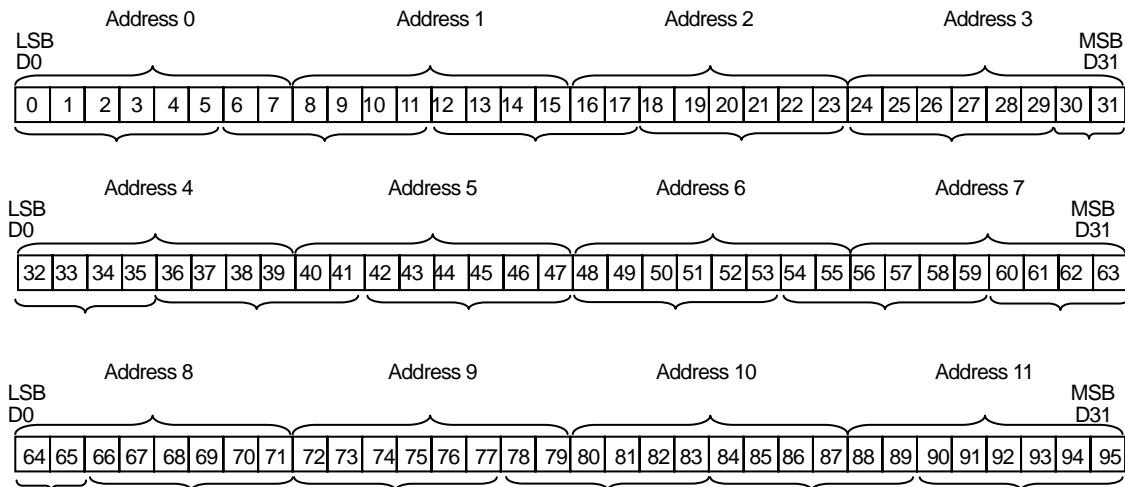 Address 0 Address 1 Address 2 Address 3
LSB MSB
D0 D31
0 1 2 3 4 5 6 7 8 9 10 11 12 13 14 15 16 17 18 19 20 21 22 23 24 25 26 27 28 29 30 31
Address 4 Address 5 Address 6 Address 7
LSB MSB
D0 D31
32 33 34 35 36 37 38 39 40 41 42 43 44 45 46 47 48 49 50 51 52 53 54 55 56 57 58 59 60 61 62 63
Address 8 Address 9 Address 10 Address 11
LSB MSB
D0 D31
64 65 66 67 68 69 70 71 72 73 74 75 76 77 78 79 80 81 82 83 84 85 86 87 88 89 90 91 92 93 94 95